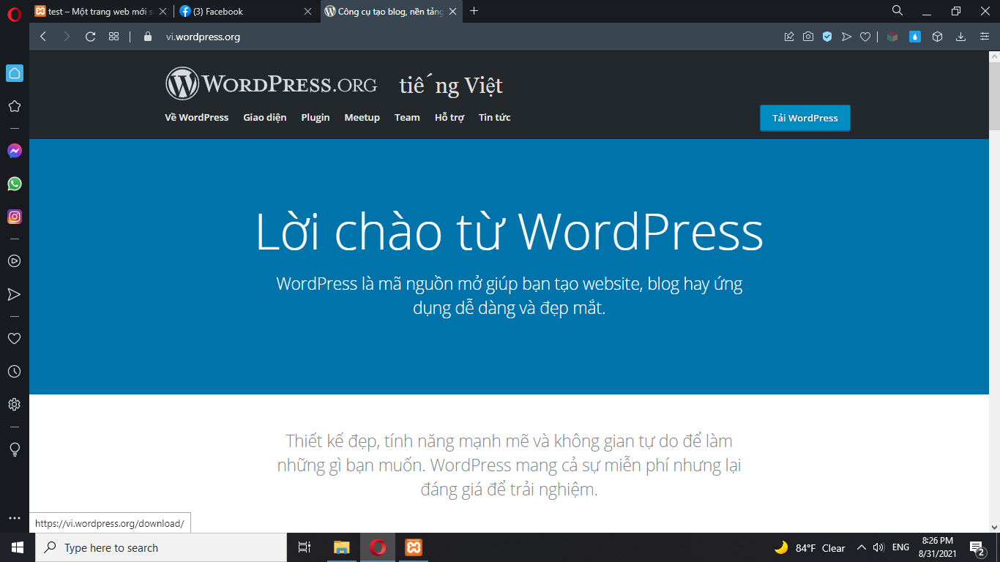 test – Một trang web mới s
(3) Facebook
Công cụ tạo blog, nền tảng
vi.wordpress.org
WORDPRESS.ORG
tiếng Việt
Về WordPress
Giao diện
Plugin
Meetup
Team
Hỗ trợ
Tin tức
Tải WordPress
Lời chào từ WordPress
WordPress là mã nguồn mở giúp bạn tạo website, blog hay ứng
dụng dễ dàng và đẹp mắt.
Thiết kế đẹp, tính năng mạnh mẽ và không gian tự do để làm
những gì bạn muốn. WordPress mang cả sự miễn phí nhưng lại
đáng giá để trải nghiệm.
https://vi.wordpress.org/download/
Type here to search
84°F Clear
ENG
8:26 PM
8/31/2021
2